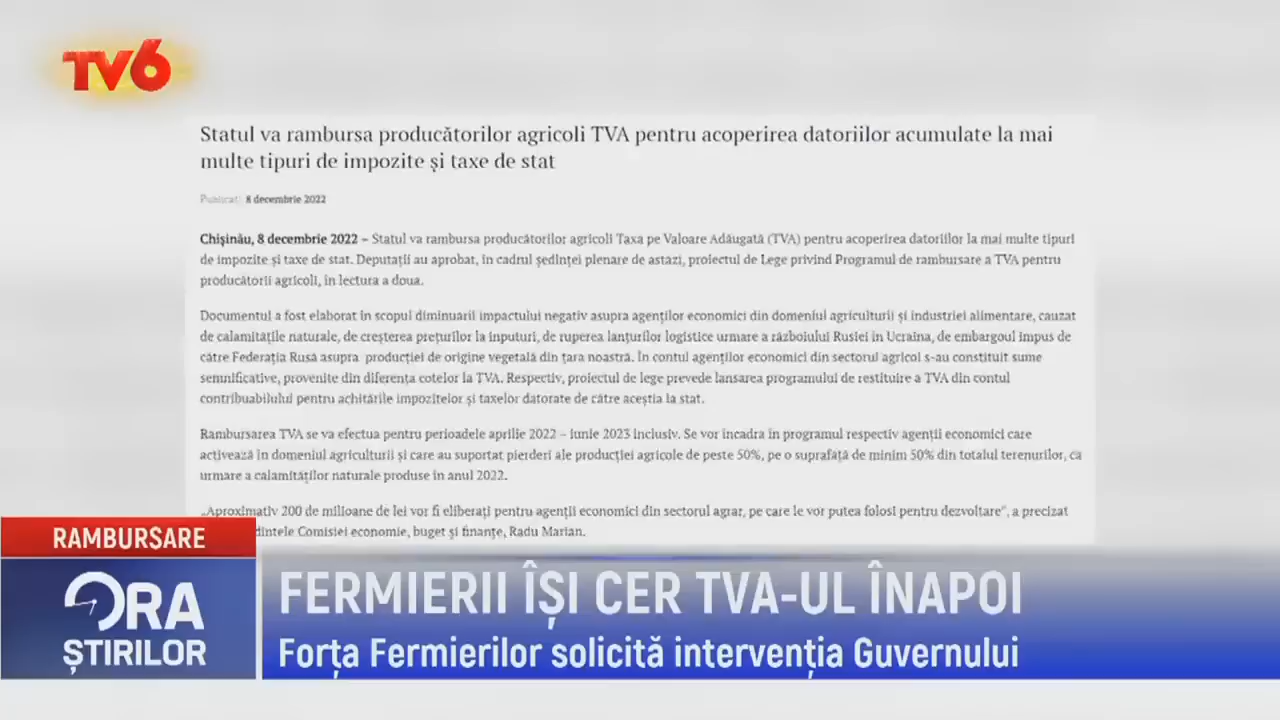 TV6
Statul va rambursa producătorilor agricoli TVA pentru acoperirea datoriilor acumulate la mai
multe tipuri de impozite și taxe de stat
Publicat: 8 decembrie 2022
Chișinău, 8 decembrie 2022 – Statul va rambursa producătorilor agricoli Taxa pe Valoare Adăugată (TVA) pentru acoperirea datoriilor la mai multe tipuri
de impozite și taxe de stat. Deputații au aprobat, în cadrul ședinței plenare de astazi, proiectul de Lege privind Programul de rambursare a TVA pentru
producătorii agricoli, în lectura a doua.
Documentul a fost elaborat în scopul diminuării impactului negativ asupra agenților economici din domeniul agriculturii și industriei alimentare, cauzat
de calamitățile naturale, de creșterea prețurilor la inputuri, de ruperea lanțurilor logistice urmare a războiului Rusiei în Ucraina, de embargoul impus de
către Federația Rusă asupra producției de origine vegetală din țara noastră. În contul agenților economici din sectorul agricol s-au constituit sume
semnificative, provenite din diferența cotelor la TVA. Respectiv, proiectul de lege prevede lansarea programului de restituire a TVA din contul
contribuabilului pentru achitările impozitelor și taxelor datorate de către aceștia la stat.
Rambursarea TVA se va efectua pentru perioadele aprilie 2022 – iunie 2023 inclusiv. Se vor încadra în programul respectiv agenții economici care
activează în domeniul agriculturii și care au suportat pierderi ale producției agricole de peste 50%, pe o suprafață de minim 50% din totalul terenurilor, ca
urmare a calamităților naturale produse în anul 2022.
„Aproximativ 200 de milioane de lei vor fi eliberați pentru agenții economici din sectorul agrar, pe care le vor putea folosi pentru dezvoltare”, a precizat
dintele Comisiei economie, buget și finanțe, Radu Marian.
RAMBURSARE
ORA
ȘTIRILOR
FERMIERII ÎȘI CER TVA-UL ÎNAPOI
Forța Fermierilor solicită intervenția Guvernului